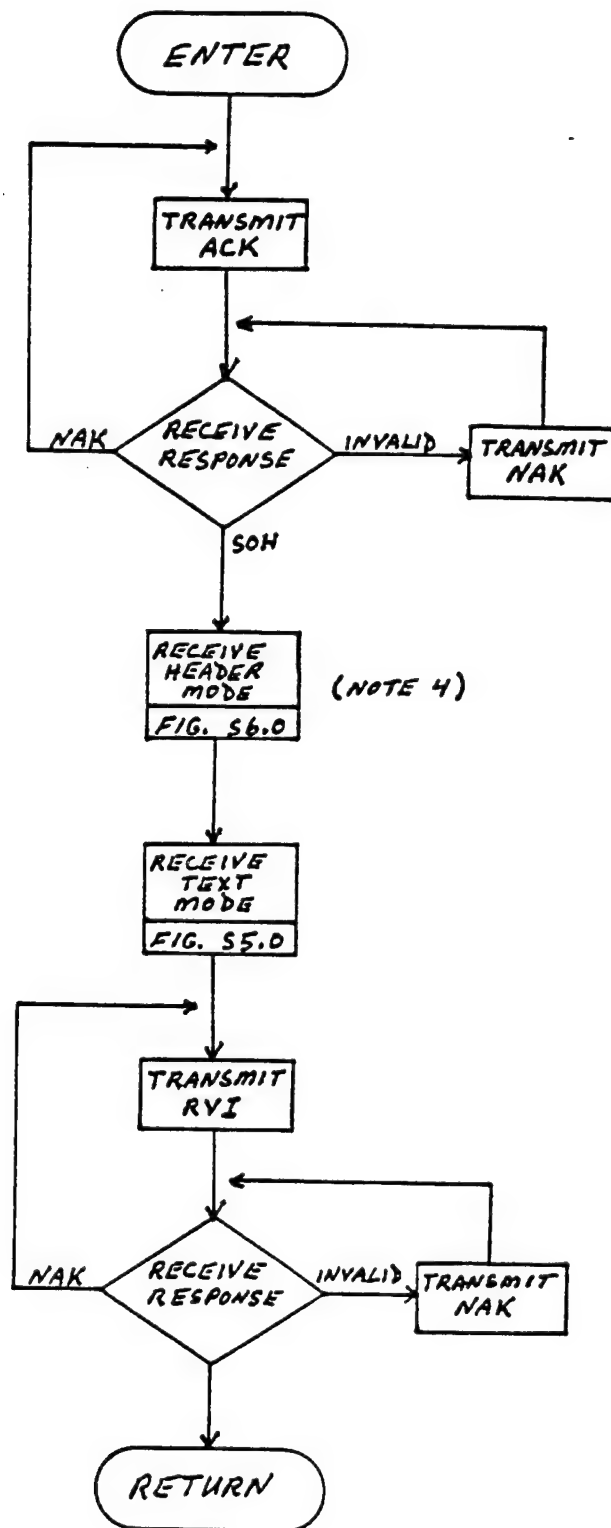 ENTER
TRANSMIT
ACK
NAK
RECEIVE
RESPONSE
INVALID
TRANSMIT
NAK
SOH
RECEIVE
HEADER
MODE
FIG. S6.0
(NOTE 4)
RECEIVE
TEXT
MODE
FIG. S5.0
TRANSMIT
RVI
NAK
RECEIVE
RESPONSE
INVALID
TRANSMIT
NAK
RETURN